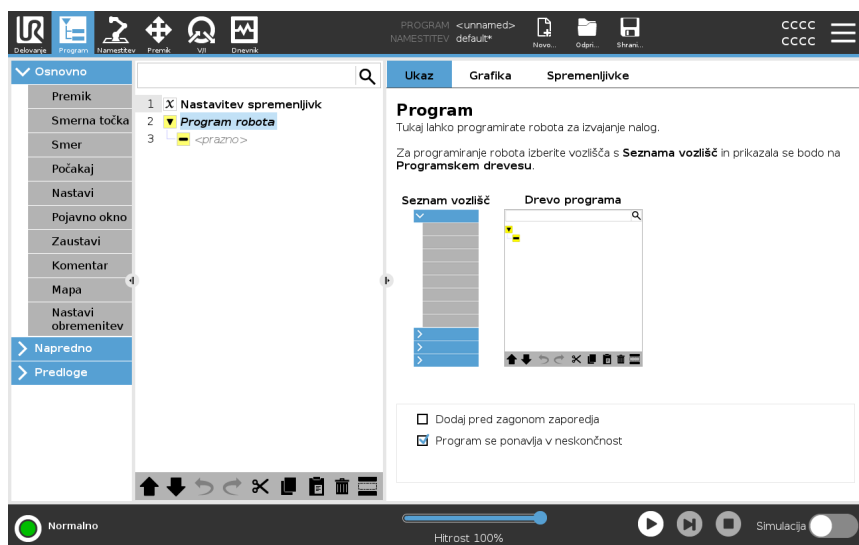 UR
PROGRAM <unnamed>
NAMESTITEV default*
CCCC
CCCC
Delovanje Program Namestitev Premik V/I Dnevnik
Novo... Odpri... Shrani...
Osnovno
Premik
Smerna točka
Smer
Počakaj
Nastavi
Pojavno okno
Zaustavi
Komentar
Mapa
Nastavi
obremenitev
Napredno
Predloge
1 X Nastavitev spremenljivk
2 Program robota
3 <prazno>
Ukaz Grafika Spremenljivke
Program
Tukaj lahko programirate robota za izvajanje nalog.
Za programiranje robota izberite vozlišča s Seznama vozlišč in prikazala se bodo na
Programskem drevesu.
Seznam vozlišč Drevo programa
Dodaj pred zagonom zaporedja
Program se ponavlja v neskončnost
Normalno
Hitrost 100%
Simulacija